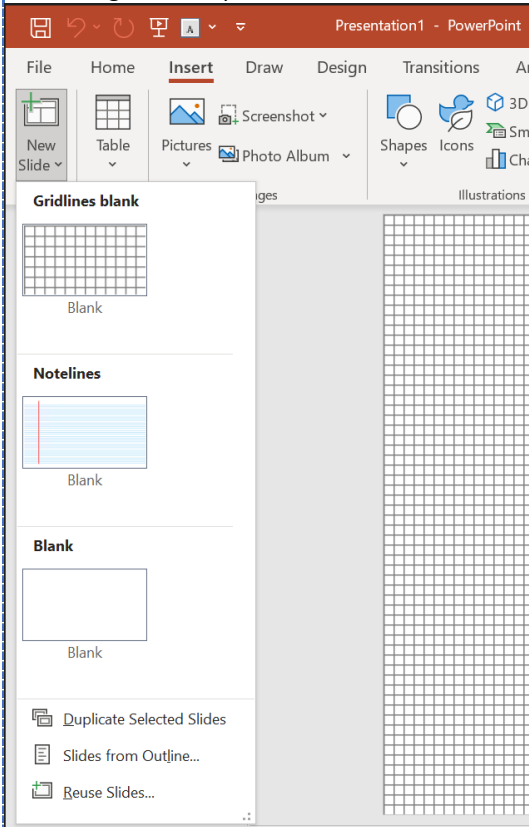 Presentation1 - PowerPoint
File Home Insert Draw Design Transitions
New Slide
Table
Pictures
Screenshot
Photo Album
Shapes
Icons
3D
Illustrations
Gridlines blank
Blank
Notelines
Blank
Blank
Blank
Duplicate Selected Slides
Slides from Outline...
Reuse Slides...